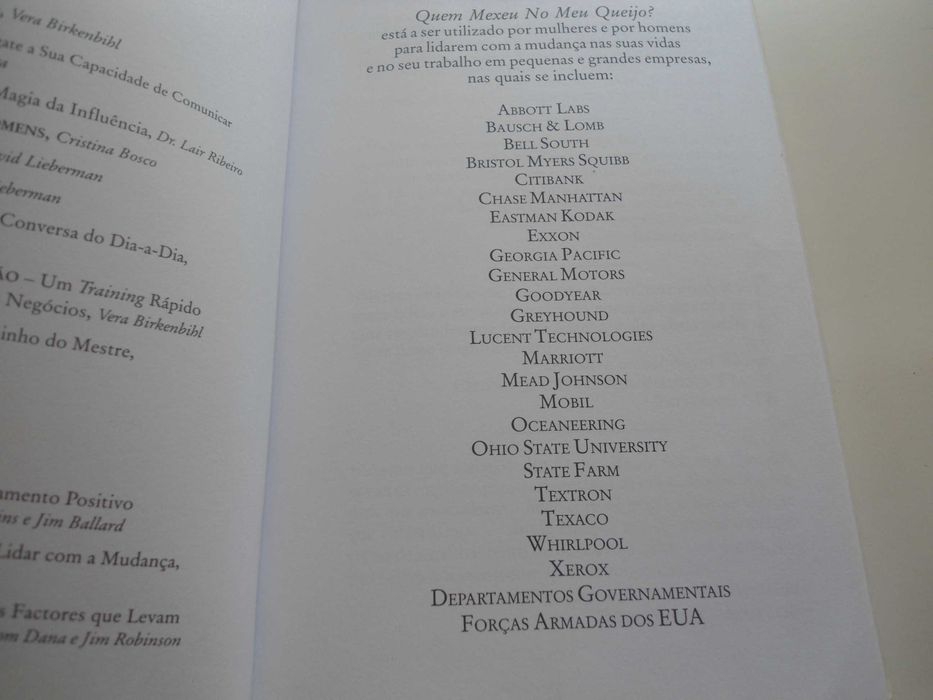 Vera Birkenbihl
a Sua Capacidade de Comunicar
Magia da Influência, Dr. Lair Ribeiro
Cristina Bosco
Lieberman
Conversa do Dia-a-Dia,
– Um Training Rápido
Negócios, Vera Birkenbihl
do Mestre,
Positivo
e Jim Ballard
Lidar com a Mudança,
Factores que Levam
Dana e Jim Robinson
Quem Mexeu No Meu Queijo?
está a ser utilizado por mulheres e por homens
para lidarem com a mudança nas suas vidas
e no seu trabalho em pequenas e grandes empresas,
nas quais se incluem:
Abbott Labs
Bausch & Lomb
Bell South
Bristol Myers Squibb
Citibank
Chase Manhattan
Eastman Kodak
Exxon
Georgia Pacific
General Motors
Goodyear
Greyhound
Lucent Technologies
Marriott
Mead Johnson
Mobil
Oceaneering
Ohio State University
State Farm
Textron
Texaco
Whirlpool
Xerox
Departamentos Governamentais
Forças Armadas dos EUA